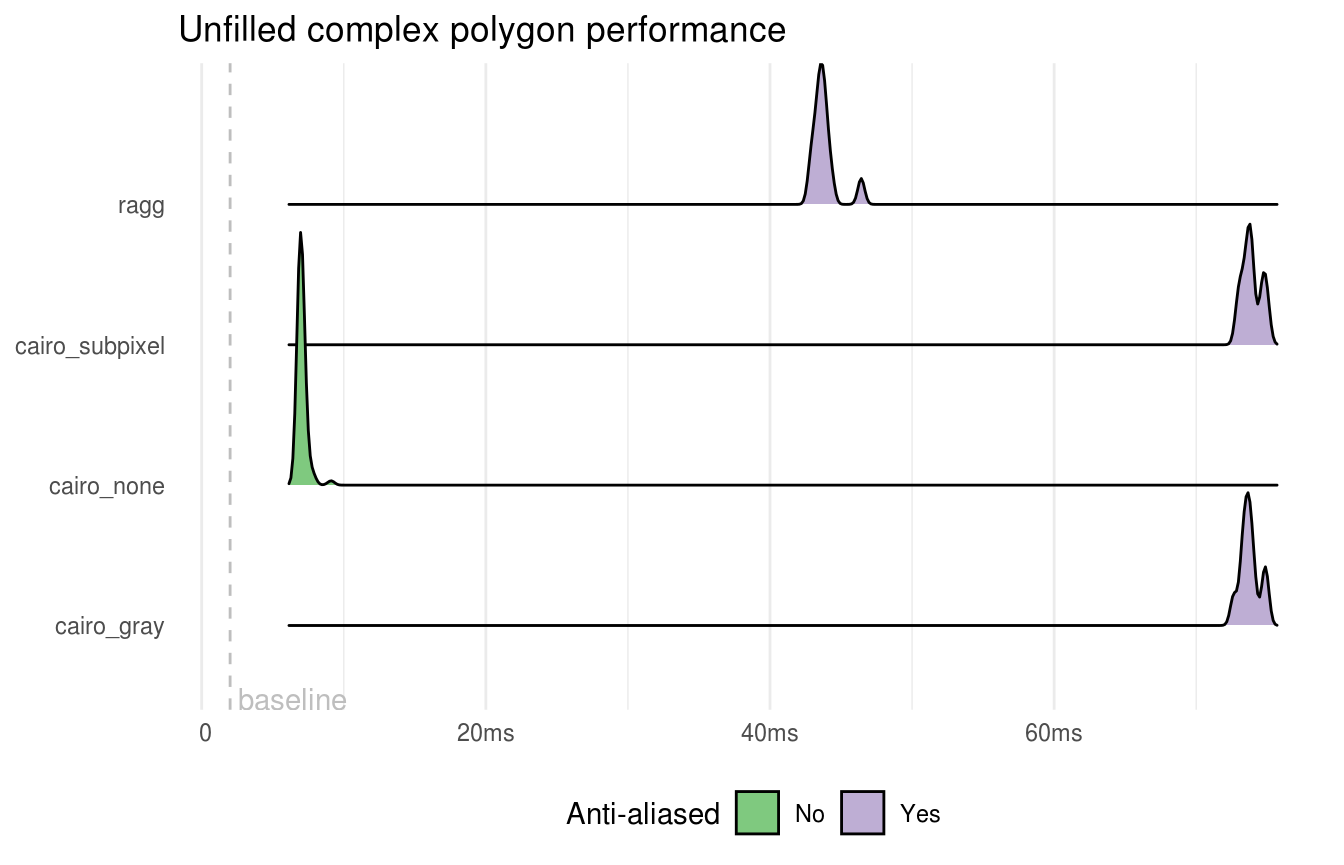 Unfilled complex polygon performance
ragg
cairo_subpixel
cairo_none
cairo_gray
baseline
0 20ms 40ms 60ms
Anti-aliased No Yes